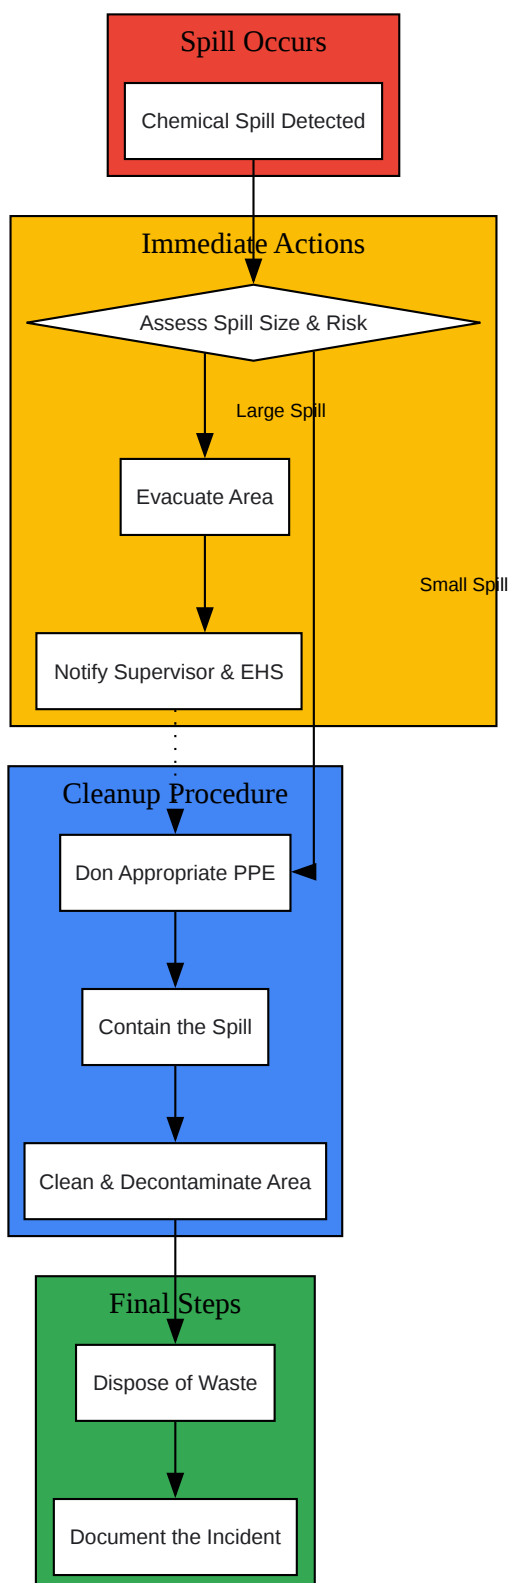 Spill Occurs
Chemical Spill Detected
Immediate Actions
Assess Spill Size & Risk
Large Spill
Evacuate Area
Small Spill
Notify Supervisor & EHS
Cleanup Procedure
Don Appropriate PPE
Contain the Spill
Clean & Decontaminate Area
Final Steps
Dispose of Waste
Document the Incident